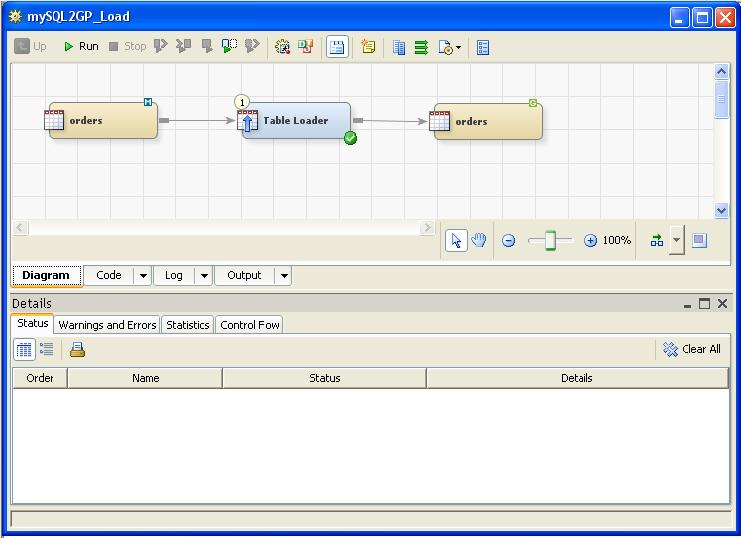 mySQL2GP_Load
Up Run Stop
orders M
1
Table Loader
orders G
100%
Diagram Code Log Output
Details
Status Warnings and Errors Statistics Control Fow
Clear All
Order Name Status Details